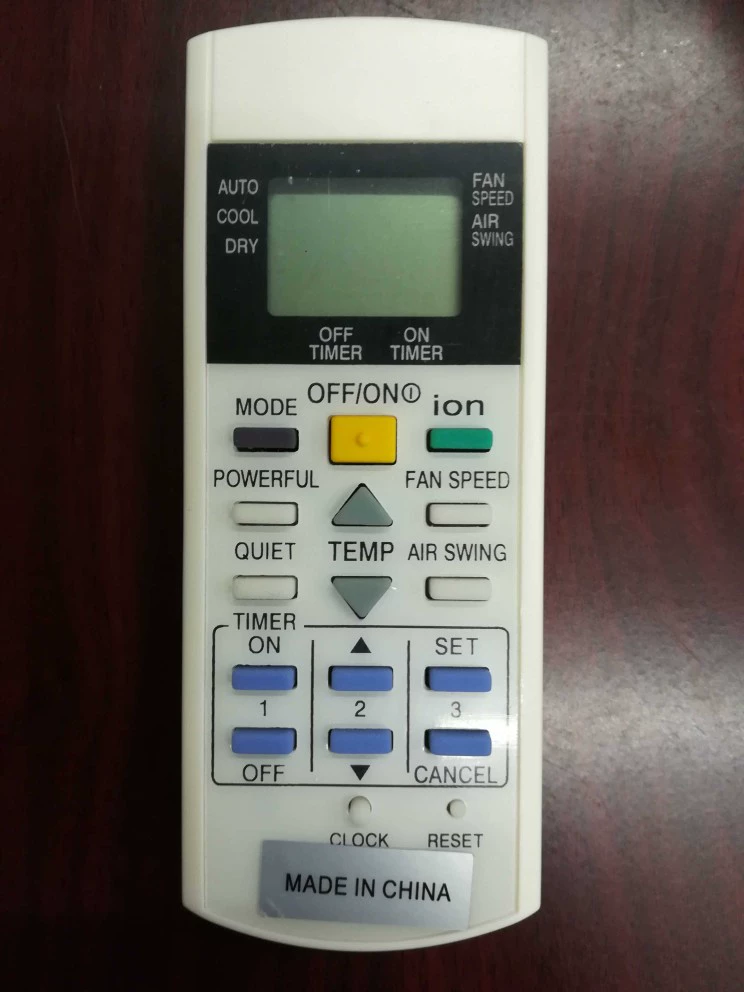 AUTO
COOL
DRY
FAN
SPEED
AIR
SWING
OFF
TIMER
ON
TIMER
MODE
OFF/ON
ion
POWERFUL
FAN SPEED
QUIET
TEMP
AIR SWING
TIMER
ON
▲
SET
1
2
3
OFF
▼
CANCEL
CLOCK
RESET
MADE IN CHINA